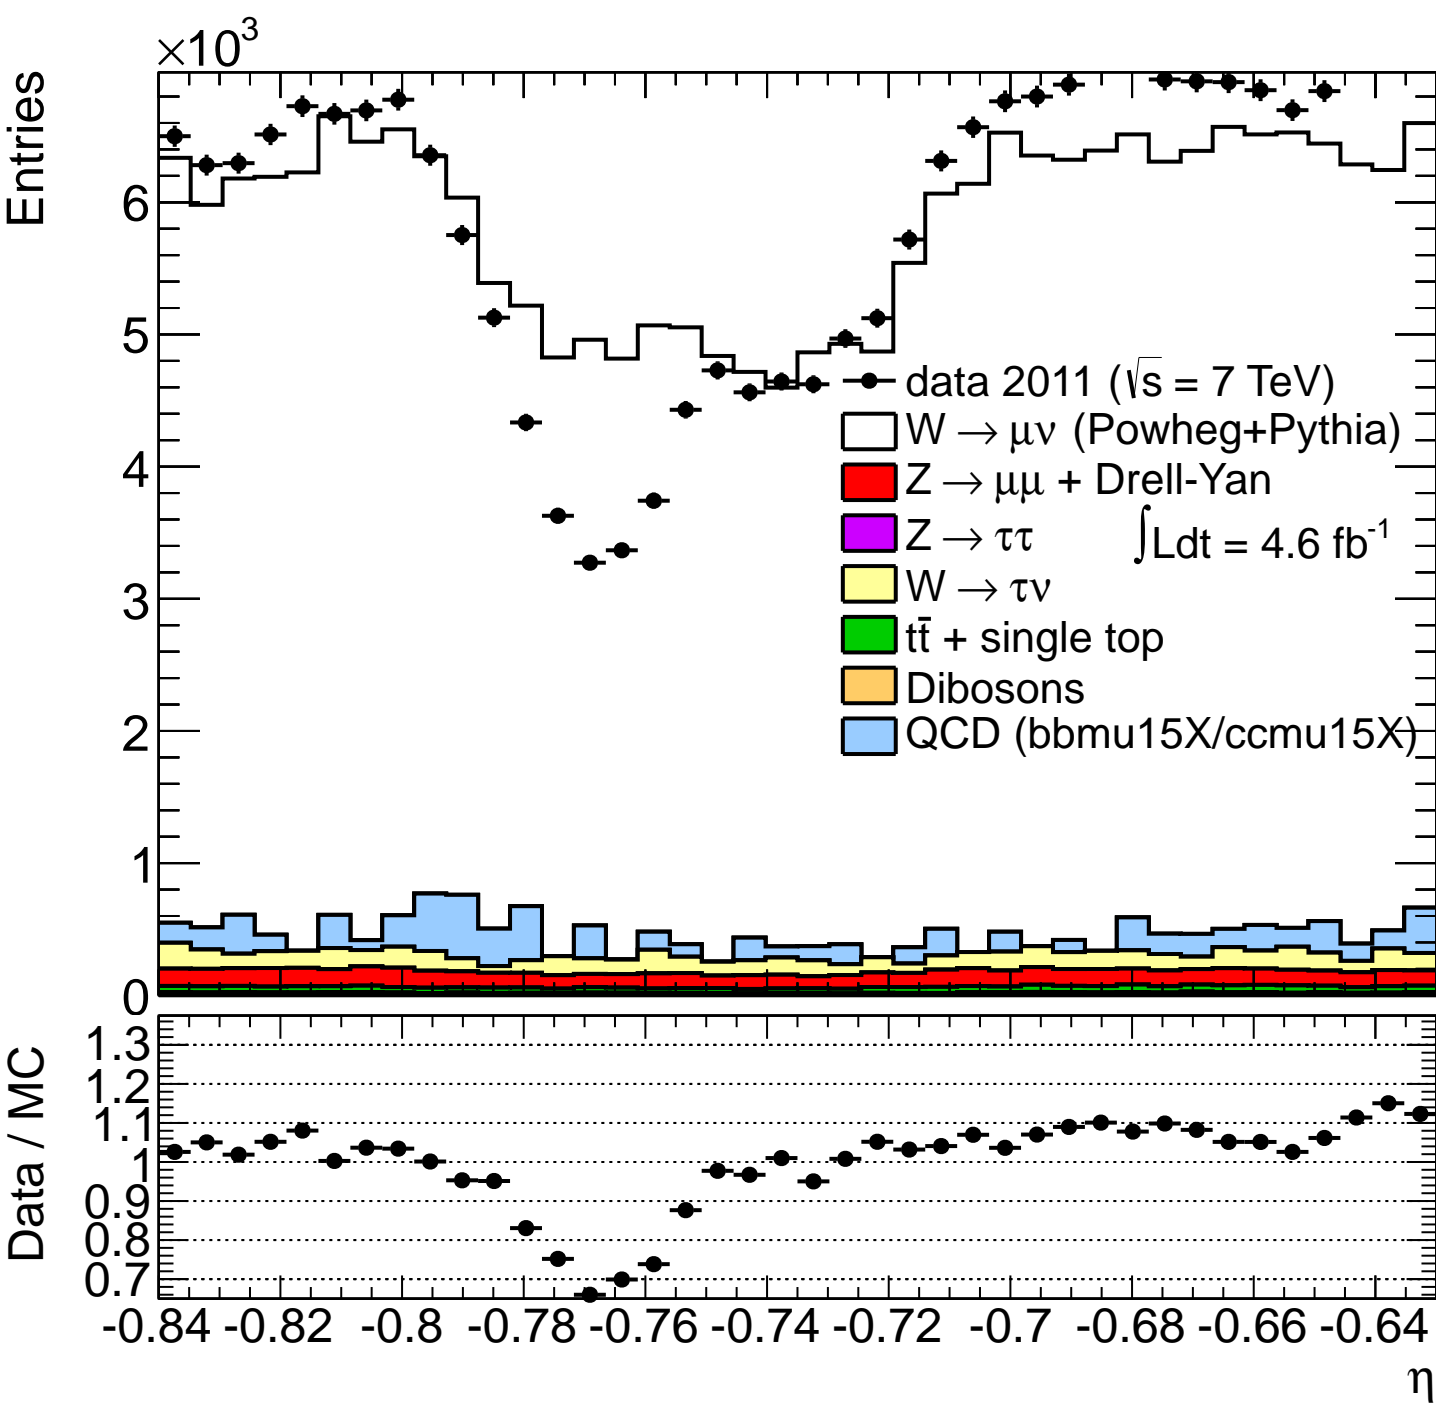 ×10³
Entries
6
5
4
3
2
1
0
data 2011 (√s = 7 TeV)
W → μν (Powheg+Pythia)
Z → μμ + Drell-Yan
Z → ττ
∫Ldt = 4.6 fb⁻¹
W → τν
tt̄ + single top
Dibosons
QCD (bbmu15X/ccmu15X)
Data / MC
1.3
1.2
1.1
1
0.9
0.8
0.7
-0.84 -0.82 -0.8 -0.78 -0.76 -0.74 -0.72 -0.7 -0.68 -0.66 -0.64
η